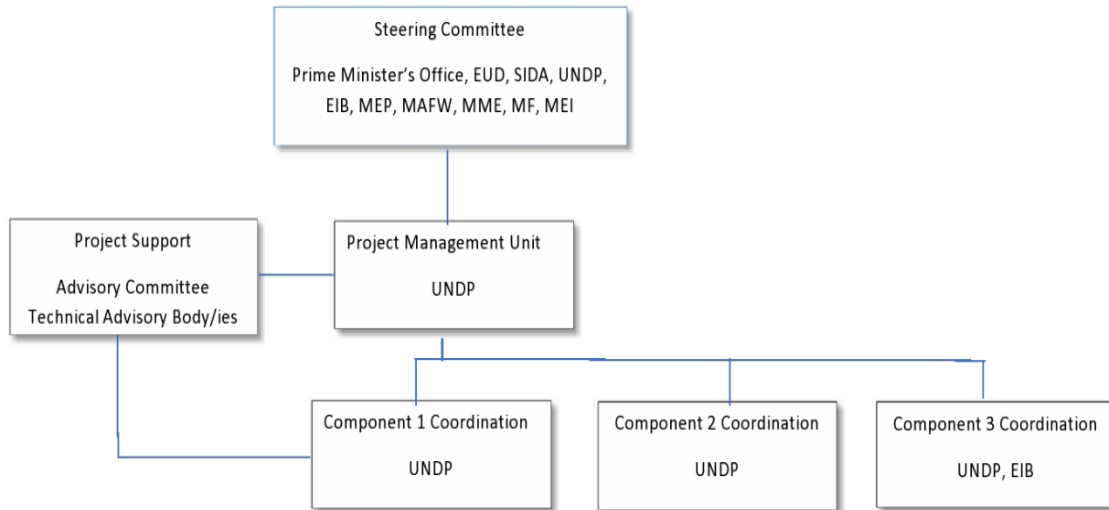 Steering Committee
Prime Minister’s Office, EUD, SIDA, UNDP,
EIB, MEP, MAFW, MME, MF, MEI
Project Support
Advisory Committee
Technical Advisory Body/ies
Project Management Unit
UNDP
Component 1 Coordination
UNDP
Component 2 Coordination
UNDP
Component 3 Coordination
UNDP, EIB